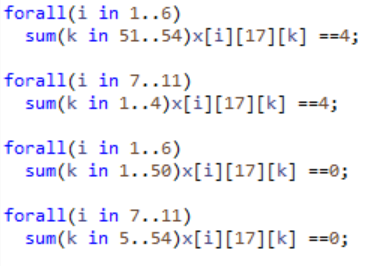 forall(i in 1..6)
sum(k in 51..54)x[i][17][k] ==4;
forall(i in 7..11)
sum(k in 1..4)x[i][17][k] ==4;
forall(i in 1..6)
sum(k in 1..50)x[i][17][k] ==0;
forall(i in 7..11)
sum(k in 5..54)x[i][17][k] ==0;